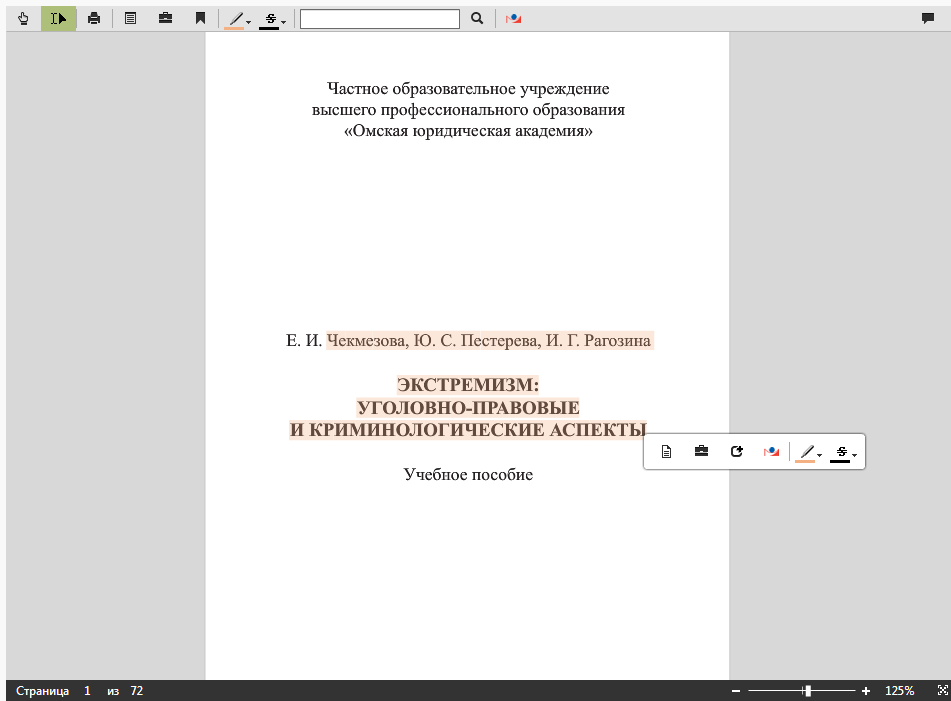 Частное образовательное учреждение
высшего профессионального образования
«Омская юридическая академия»
Е. И. Чекмезова, Ю. С. Пестерева, И. Г. Рагозина
ЭКСТРЕМИЗМ:
УГОЛОВНО-ПРАВОВЫЕ
И КРИМИНОЛОГИЧЕСКИЕ АСПЕКТЫ
Учебное пособие
Страница 1 из 72 125%